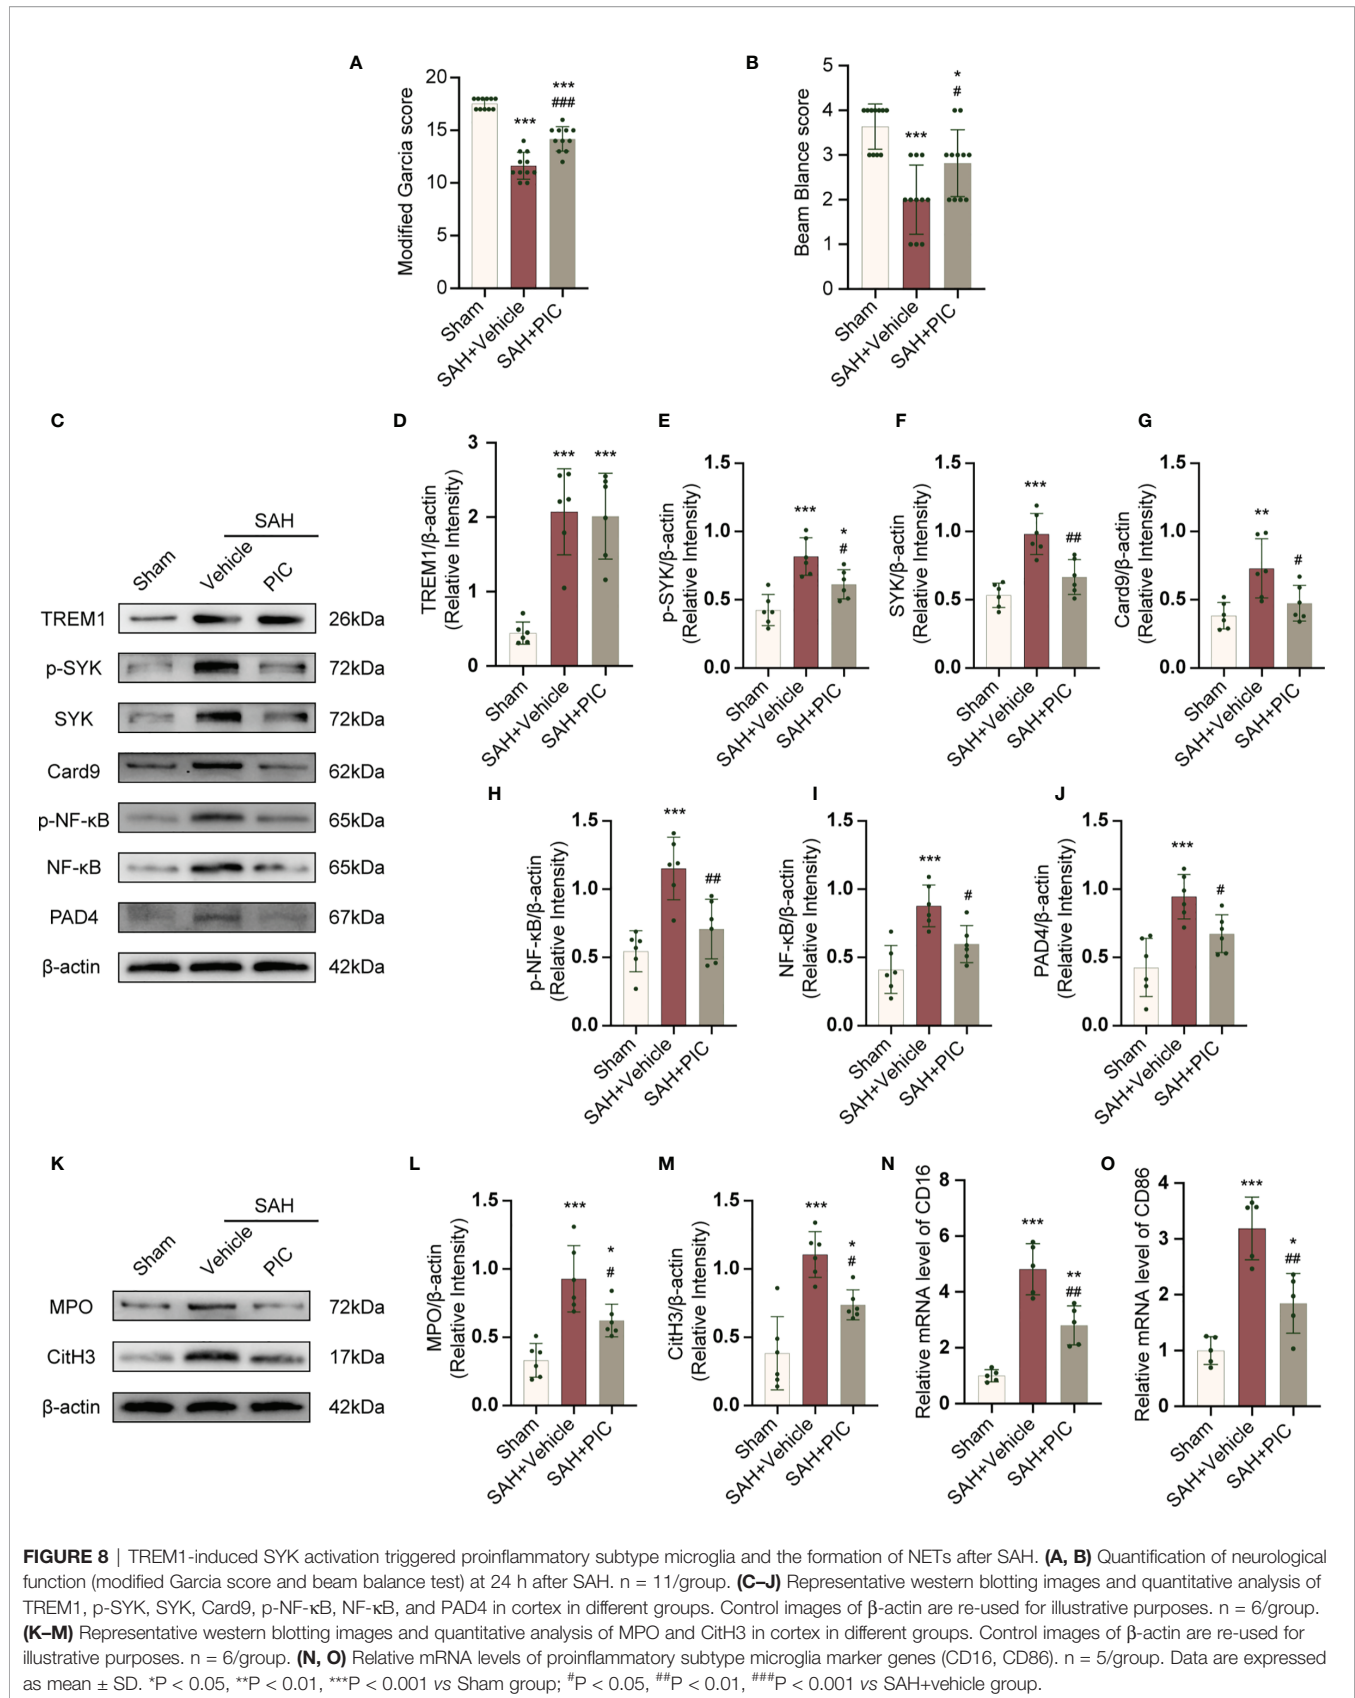 A
Modified Garcia score
20
15
10
5
0
***
***
###
Sham
SAH+Vehicle
SAH+PIC
B
Beam Blance score
5
4
3
2
1
0
***
*
#
Sham
SAH+Vehicle
SAH+PIC
C
SAH
Sham
Vehicle
PIC
TREM1 26kDa
p-SYK 72kDa
SYK 72kDa
Card9 62kDa
p-NF-κB 65kDa
NF-κB 65kDa
PAD4 67kDa
β-actin 42kDa
D
TREM1/β-actin
(Relative Intensity)
3
2
1
0
***
***
Sham
SAH+Vehicle
SAH+PIC
E
p-SYK/β-actin
(Relative Intensity)
1.5
1.0
0.5
0.0
***
*
#
Sham
SAH+Vehicle
SAH+PIC
F
SYK/β-actin
(Relative Intensity)
1.5
1.0
0.5
0.0
***
##
Sham
SAH+Vehicle
SAH+PIC
G
Card9/β-actin
(Relative Intensity)
1.5
1.0
0.5
0.0
**
#
Sham
SAH+Vehicle
SAH+PIC
H
p-NF-κB/β-actin
(Relative Intensity)
1.5
1.0
0.5
0.0
***
##
Sham
SAH+Vehicle
SAH+PIC
I
NF-κB/β-actin
(Relative Intensity)
1.5
1.0
0.5
0.0
***
#
Sham
SAH+Vehicle
SAH+PIC
J
PAD4/β-actin
(Relative Intensity)
1.5
1.0
0.5
0.0
***
#
Sham
SAH+Vehicle
SAH+PIC
K
SAH
Sham
Vehicle
PIC
MPO 72kDa
CitH3 17kDa
β-actin 42kDa
L
MPO/β-actin
(Relative Intensity)
1.5
1.0
0.5
0.0
***
*
#
Sham
SAH+Vehicle
SAH+PIC
M
CitH3/β-actin
(Relative Intensity)
1.5
1.0
0.5
0.0
***
*
#
Sham
SAH+Vehicle
SAH+PIC
N
Relative mRNA level of CD16
8
6
4
2
0
***
**
##
Sham
SAH+Vehicle
SAH+PIC
O
Relative mRNA level of CD86
4
3
2
1
0
***
*
##
Sham
SAH+Vehicle
SAH+PIC
FIGURE 8 | TREM1-induced SYK activation triggered proinflammatory subtype microglia and the formation of NETs after SAH. (A, B) Quantification of neurological
function (modified Garcia score and beam balance test) at 24 h after SAH. n = 11/group. (C–J) Representative western blotting images and quantitative analysis of
TREM1, p-SYK, SYK, Card9, p-NF-κB, NF-κB, and PAD4 in cortex in different groups. Control images of β-actin are re-used for illustrative purposes. n = 6/group.
(K–M) Representative western blotting images and quantitative analysis of MPO and CitH3 in cortex in different groups. Control images of β-actin are re-used for
illustrative purposes. n = 6/group. (N, O) Relative mRNA levels of proinflammatory subtype microglia marker genes (CD16, CD86). n = 5/group. Data are expressed
as mean ± SD. *P < 0.05, **P < 0.01, ***P < 0.001 vs Sham group; #P < 0.05, ##P < 0.01, ###P < 0.001 vs SAH+vehicle group.